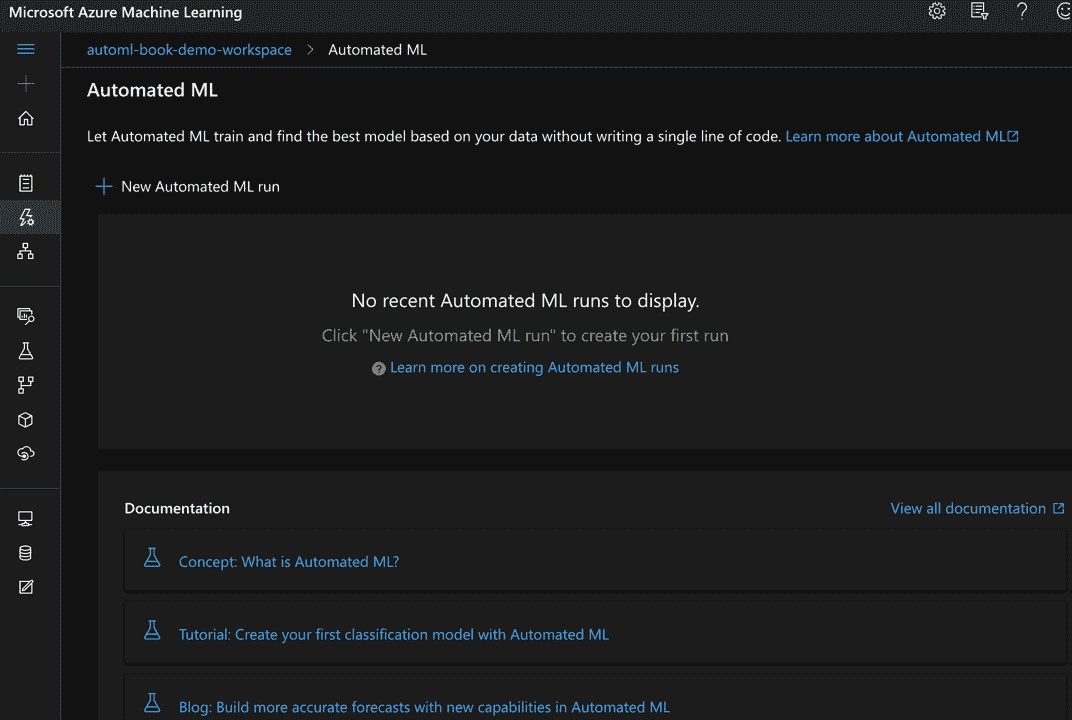 Microsoft Azure Machine Learning
automl-book-demo-workspace > Automated ML
Automated ML
Let Automated ML train and find the best model based on your data without writing a single line of code. Learn more about Automated ML
New Automated ML run
No recent Automated ML runs to display.
Click "New Automated ML run" to create your first run
Learn more on creating Automated ML runs
Documentation
View all documentation
Concept: What is Automated ML?
Tutorial: Create your first classification model with Automated ML
Blog: Build more accurate forecasts with new capabilities in Automated ML